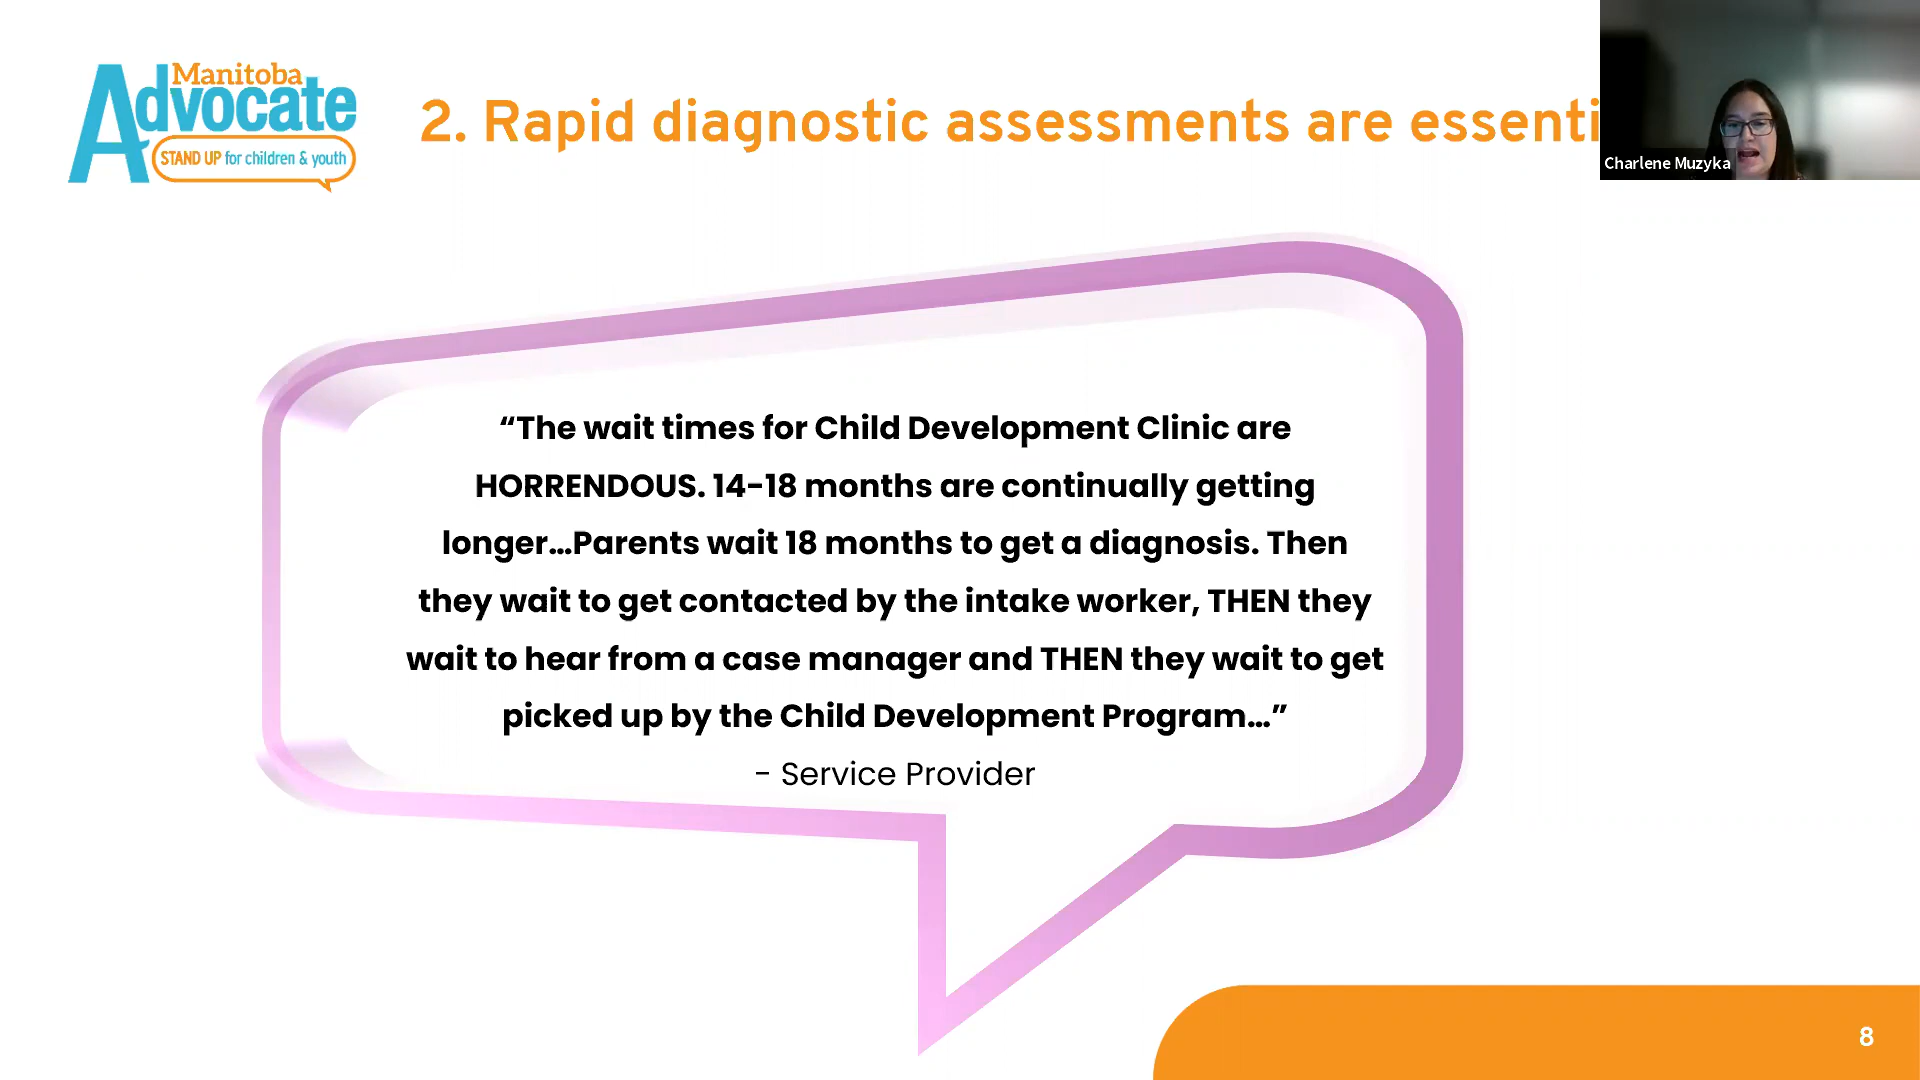 Manitoba
Advocate
STAND UP for children & youth
2. Rapid diagnostic assessments are essenti
Charlene Muzyka
“The wait times for Child Development Clinic are
HORRENDOUS. 14-18 months are continually getting
longer...Parents wait 18 months to get a diagnosis. Then
they wait to get contacted by the intake worker, THEN they
wait to hear from a case manager and THEN they wait to get
picked up by the Child Development Program...”
- Service Provider
8